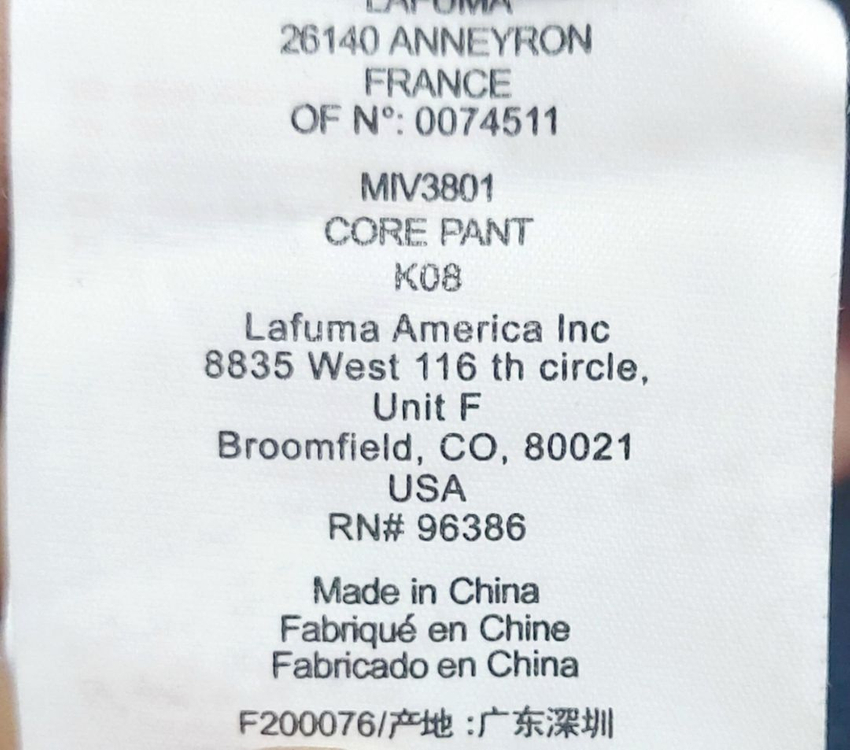 LAFUMA
26140 ANNEYRON
FRANCE
OF N°: 0074511
MIV3801
CORE PANT
K08
Lafuma America Inc
8835 West 116 th circle,
Unit F
Broomfield, CO, 80021
USA
RN# 96386
Made in China
Fabriqué en Chine
Fabricado en China
F200076/产地 :广东深圳